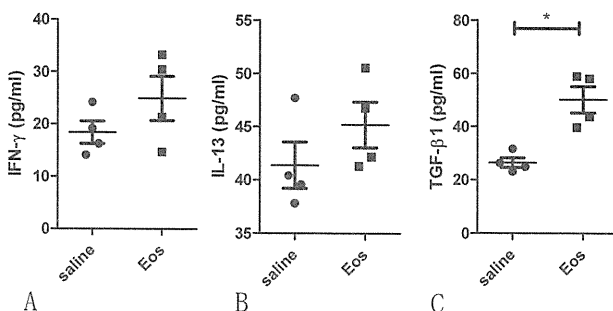 IFN-γ (pg/ml)
40
30
20
10
0
saline
Eos
A
IL-13 (pg/ml)
55
50
45
40
35
saline
Eos
B
*
TGF-β1 (pg/ml)
80
60
40
20
0
saline
Eos
C